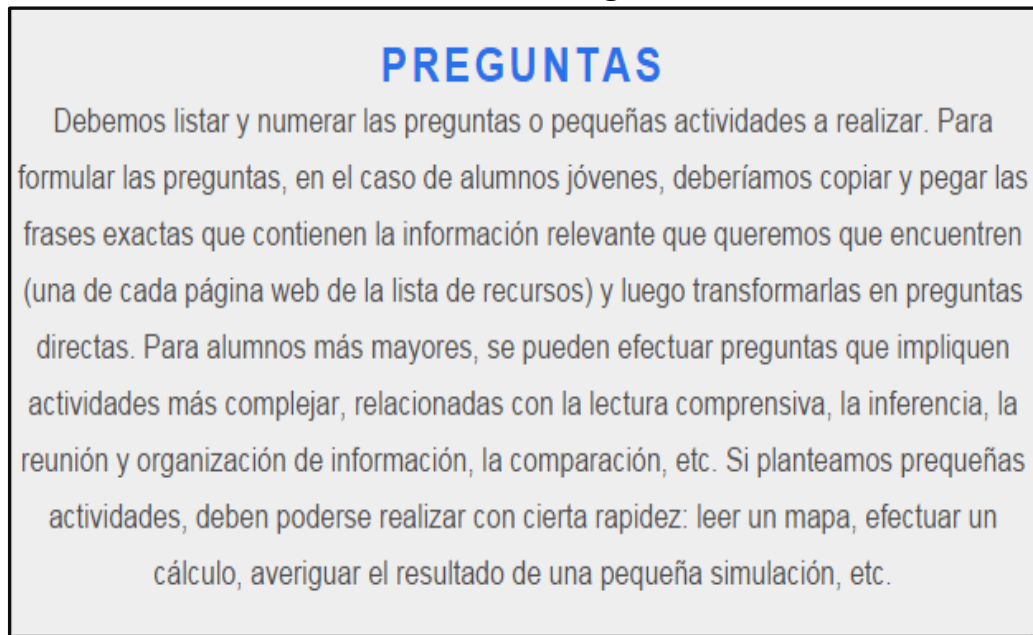 PREGUNTAS
Debemos listar y numerar las preguntas o pequeñas actividades a realizar. Para
formular las preguntas, en el caso de alumnos jóvenes, deberíamos copiar y pegar las
frases exactas que contienen la información relevante que queremos que encuentren
(una de cada página web de la lista de recursos) y luego transformarlas en preguntas
directas. Para alumnos más mayores, se pueden efectuar preguntas que impliquen
actividades más complejar, relacionadas con la lectura comprensiva, la inferencia, la
reunión y organización de información, la comparación, etc. Si planteamos prequeñas
actividades, deben poderse realizar con cierta rapidez: leer un mapa, efectuar un
cálculo, averiguar el resultado de una pequeña simulación, etc.